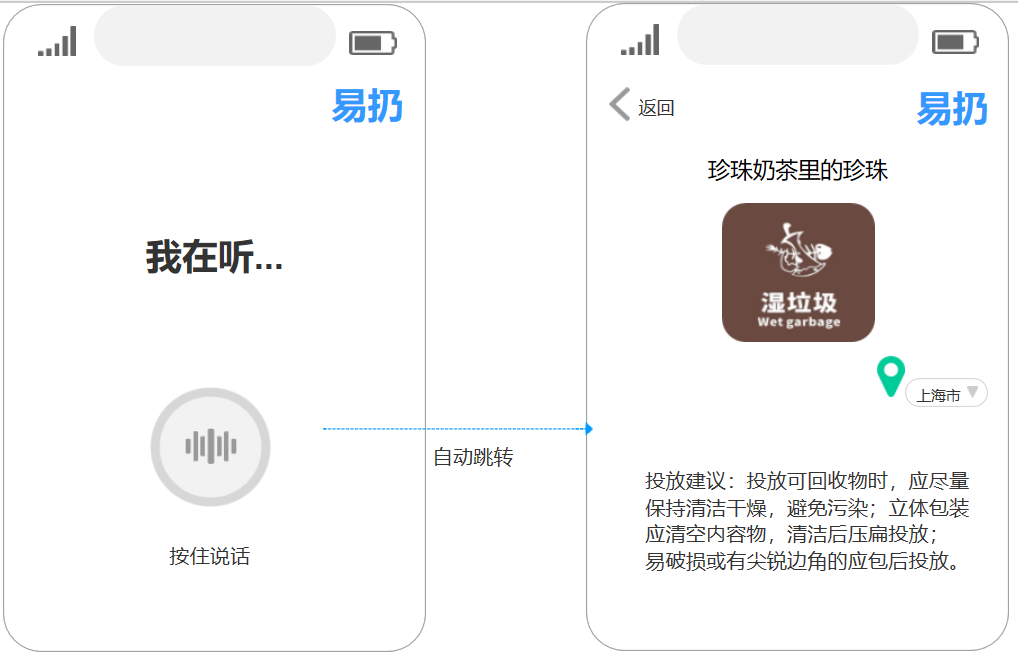 易扔
我在听...
按住说话
自动跳转
返回
易扔
珍珠奶茶里的珍珠
湿垃圾
Wet garbage
上海市
投放建议：投放可回收物时，应尽量
保持清洁干燥，避免污染；立体包装
应清空内容物，清洁后压扁投放；
易破损或有尖锐边角的应包后投放。